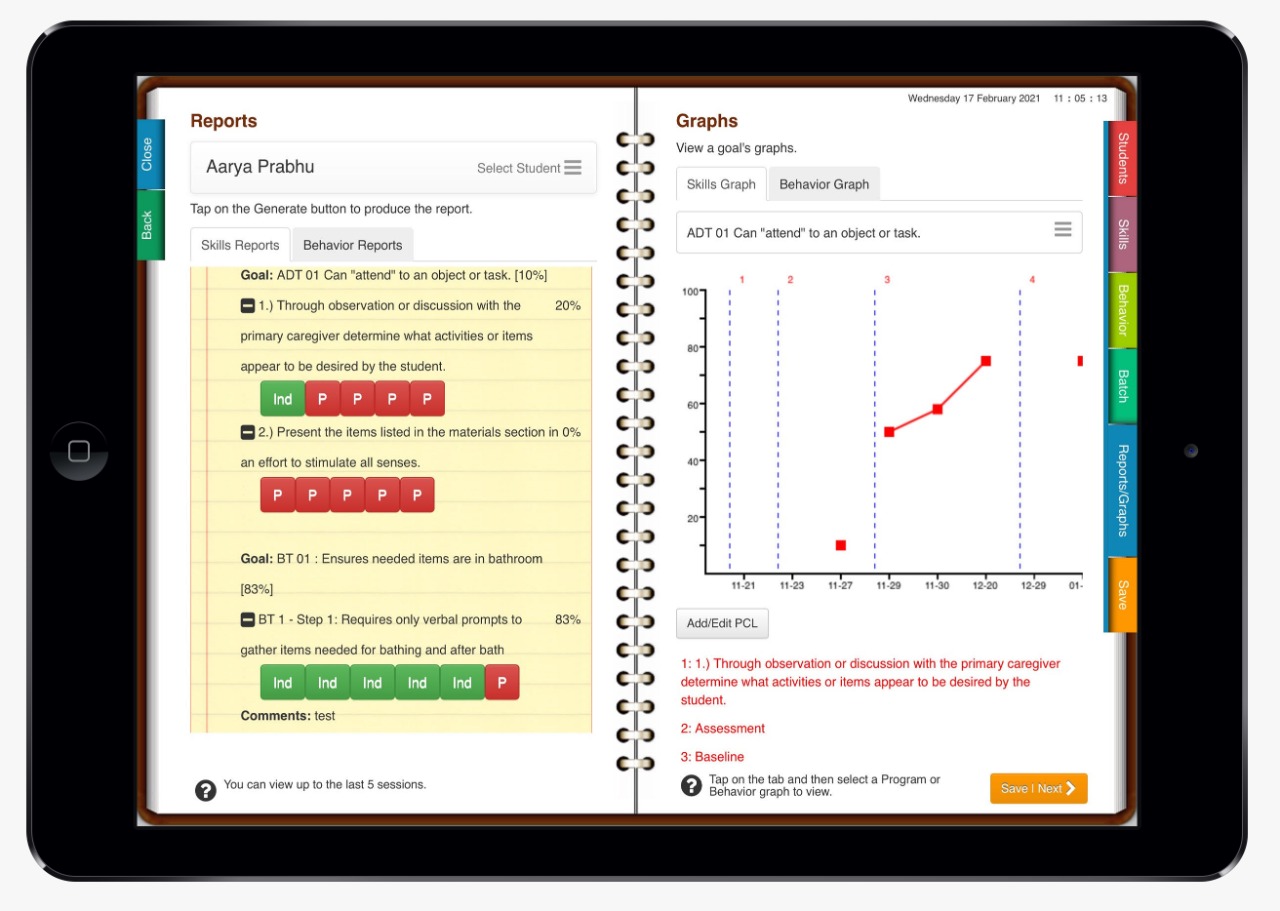 Wednesday 17 February 2021 11 : 05 : 13
Close
Back
Reports
Aarya Prabhu
Select Student
Tap on the Generate button to produce the report.
Skills Reports
Behavior Reports
Goal: ADT 01 Can "attend" to an object or task. [10%]
1.) Through observation or discussion with the 20%
primary caregiver determine what activities or items
appear to be desired by the student.
Ind P P P P
2.) Present the items listed in the materials section in 0%
an effort to stimulate all senses.
P P P P P
Goal: BT 01 : Ensures needed items are in bathroom
[83%]
BT 1 - Step 1: Requires only verbal prompts to 83%
gather items needed for bathing and after bath
Ind Ind Ind Ind Ind P
Comments: test
? You can view up to the last 5 sessions.
Graphs
View a goal's graphs.
Skills Graph
Behavior Graph
ADT 01 Can "attend" to an object or task.
1 2 3 4
100
80
60
40
20
11-21 11-23 11-27 11-29 11-30 12-20 12-29 01-
Add/Edit PCL
1: 1.) Through observation or discussion with the primary caregiver
determine what activities or items appear to be desired by the
student.
2: Assessment
3: Baseline
? Tap on the tab and then select a Program or
Behavior graph to view.
Save | Next
Students
Skills
Behavior
Batch
Reports/Graphs
Save